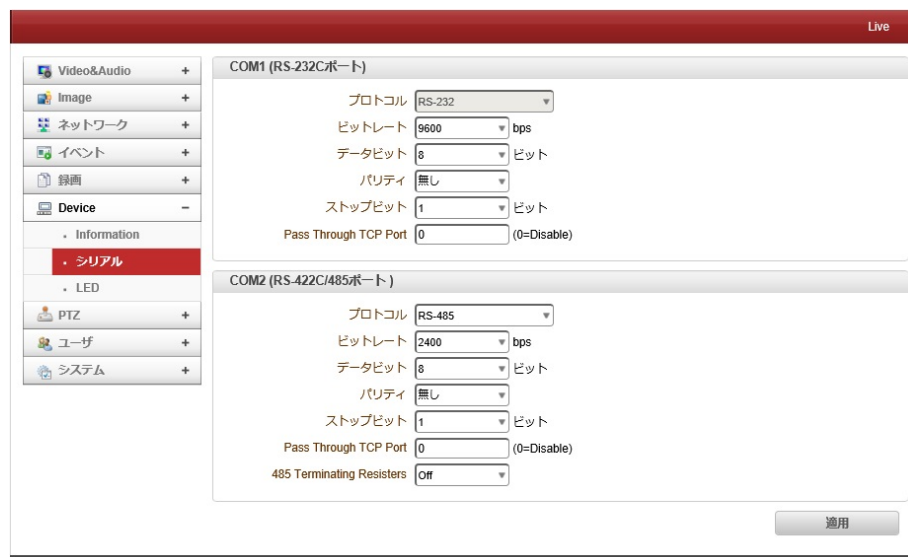 Live
Video&Audio +
Image +
ネットワーク +
イベント +
録画 +
Device −
. Information
. シリアル
. LED
PTZ +
ユーザ +
システム +
COM1 (RS-232Cポート)
プロトコル RS-232
ビットレート 9600 bps
データビット 8 ビット
パリティ 無し
ストップビット 1 ビット
Pass Through TCP Port 0 (0=Disable)
COM2 (RS-422C/485ポート )
プロトコル RS-485
ビットレート 2400 bps
データビット 8 ビット
パリティ 無し
ストップビット 1 ビット
Pass Through TCP Port 0 (0=Disable)
485 Terminating Resisters Off
適用